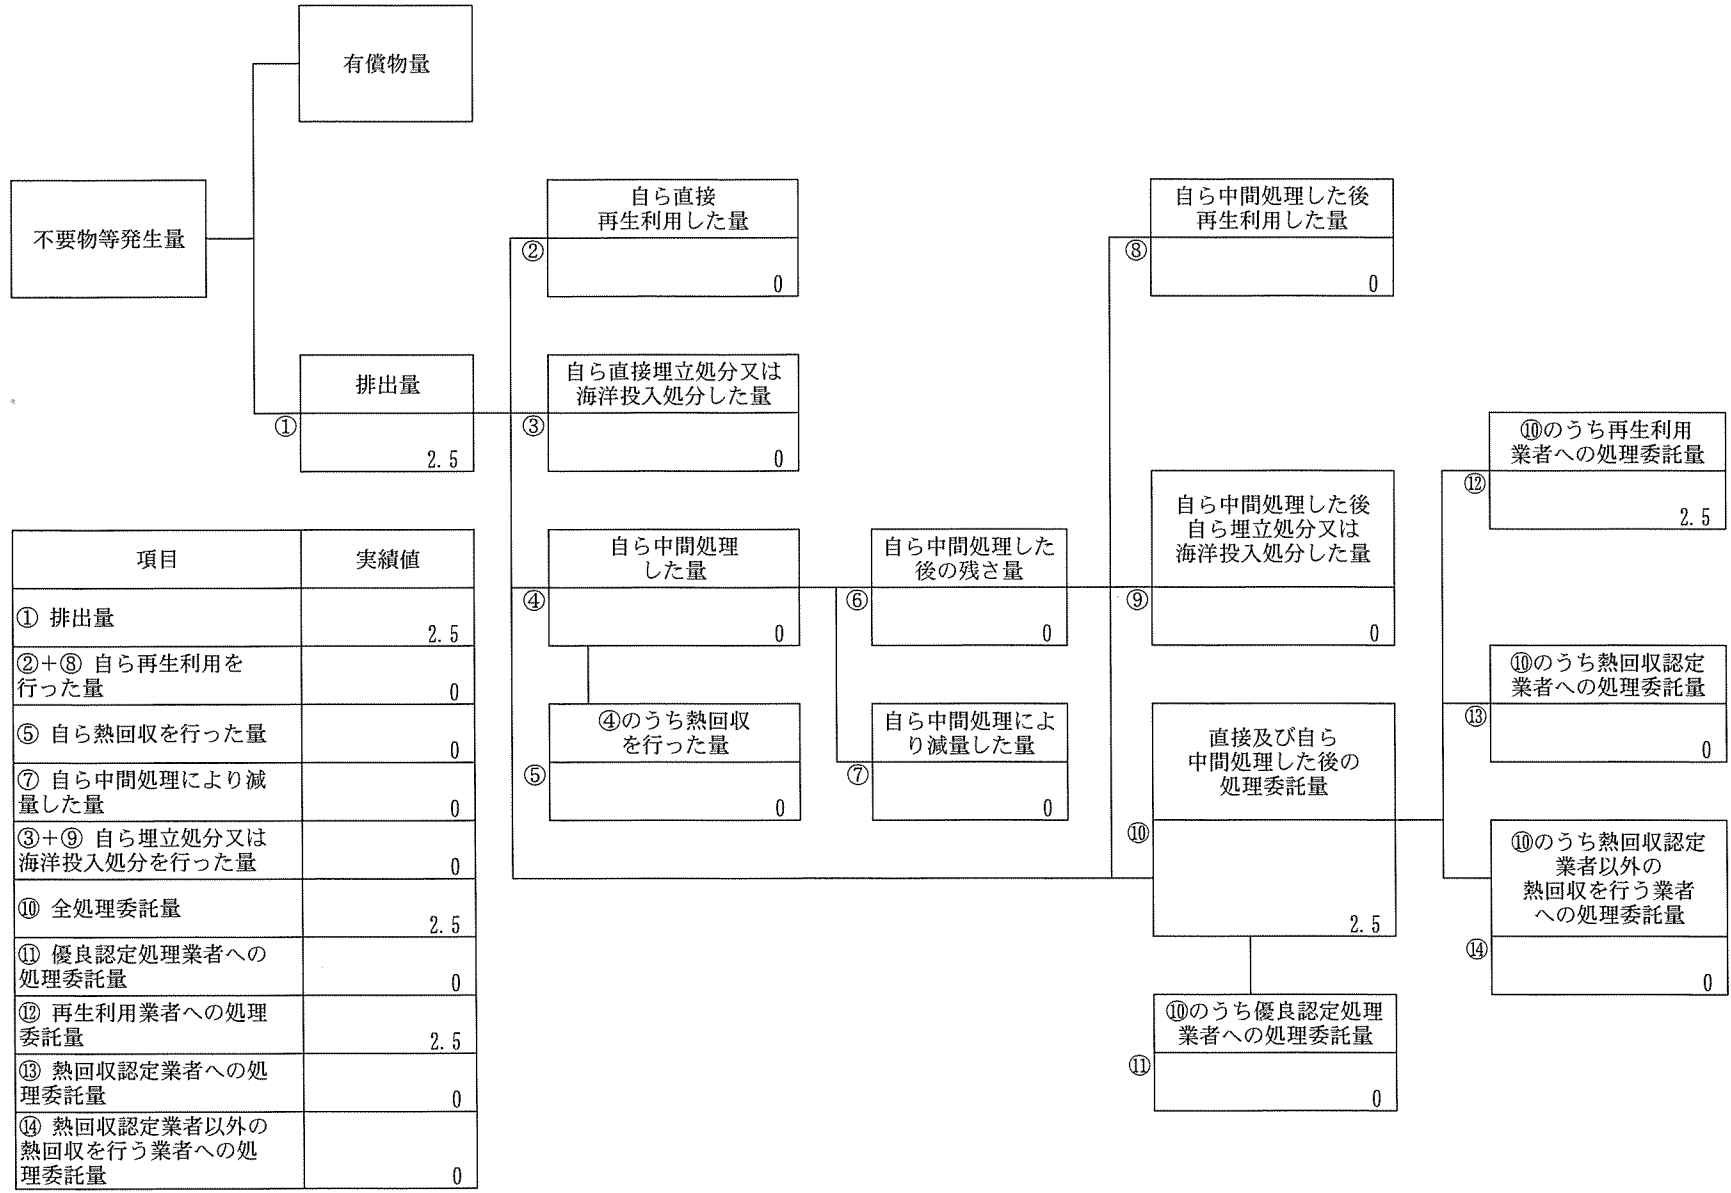 有償物量
不要物等発生量
排出量
①
2.5
自ら直接
再生利用した量
②
0
自ら直接埋立処分又は
海洋投入処分した量
③
0
自ら中間処理
した量
④
0
④のうち熱回収
を行った量
⑤
0
自ら中間処理した
後の残さ量
⑥
0
自ら中間処理によ
り減量した量
⑦
0
自ら中間処理した後
再生利用した量
⑧
0
自ら中間処理した後
自ら埋立処分又は
海洋投入処分した量
⑨
0
直接及び自ら
中間処理した後の
処理委託量
⑩
2.5
⑩のうち優良認定処理
業者への処理委託量
⑪
0
⑩のうち再生利用
業者への処理委託量
⑫
2.5
⑩のうち熱回収認定
業者への処理委託量
⑬
0
⑩のうち熱回収認定
業者以外の
熱回収を行う業者
への処理委託量
⑭
0
項目 実績値
① 排出量
2.5
②+⑧ 自ら再生利用を
行った量
0
⑤ 自ら熱回収を行った量
0
⑦ 自ら中間処理により減
量した量
0
③+⑨ 自ら埋立処分又は
海洋投入処分を行った量
0
⑩ 全処理委託量
2.5
⑪ 優良認定処理業者への
処理委託量
0
⑫ 再生利用業者への処理
委託量
2.5
⑬ 熱回収認定業者への処
理委託量
0
⑭ 熱回収認定業者以外の
熱回収を行う業者への処
理委託量
0